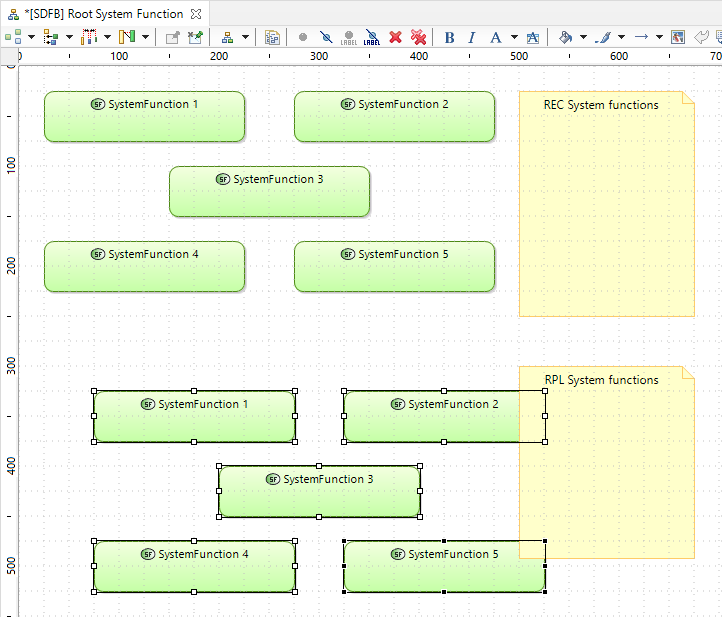 *[SDFB] Root System Function
LABEL LABEL B I A A
0 100 200 300 400 500 600 70
0
SF SystemFunction 1
SF SystemFunction 2
REC System functions
100
SF SystemFunction 3
200
SF SystemFunction 4
SF SystemFunction 5
300
RPL System functions
SF SystemFunction 1
SF SystemFunction 2
400
SF SystemFunction 3
500
SF SystemFunction 4
SF SystemFunction 5